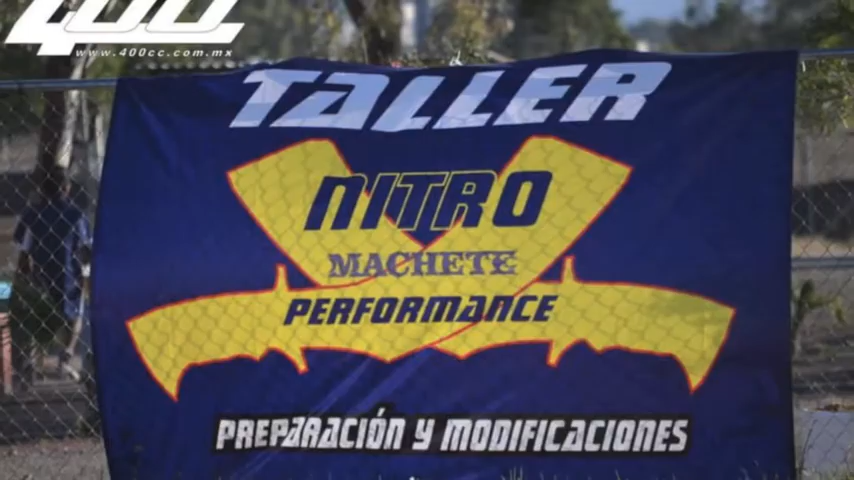 400
www.400cc.com.mx
TALLER
NITRO
MACHETE
PERFORMANCE
PREPARACIÓN Y MODIFICACIONES